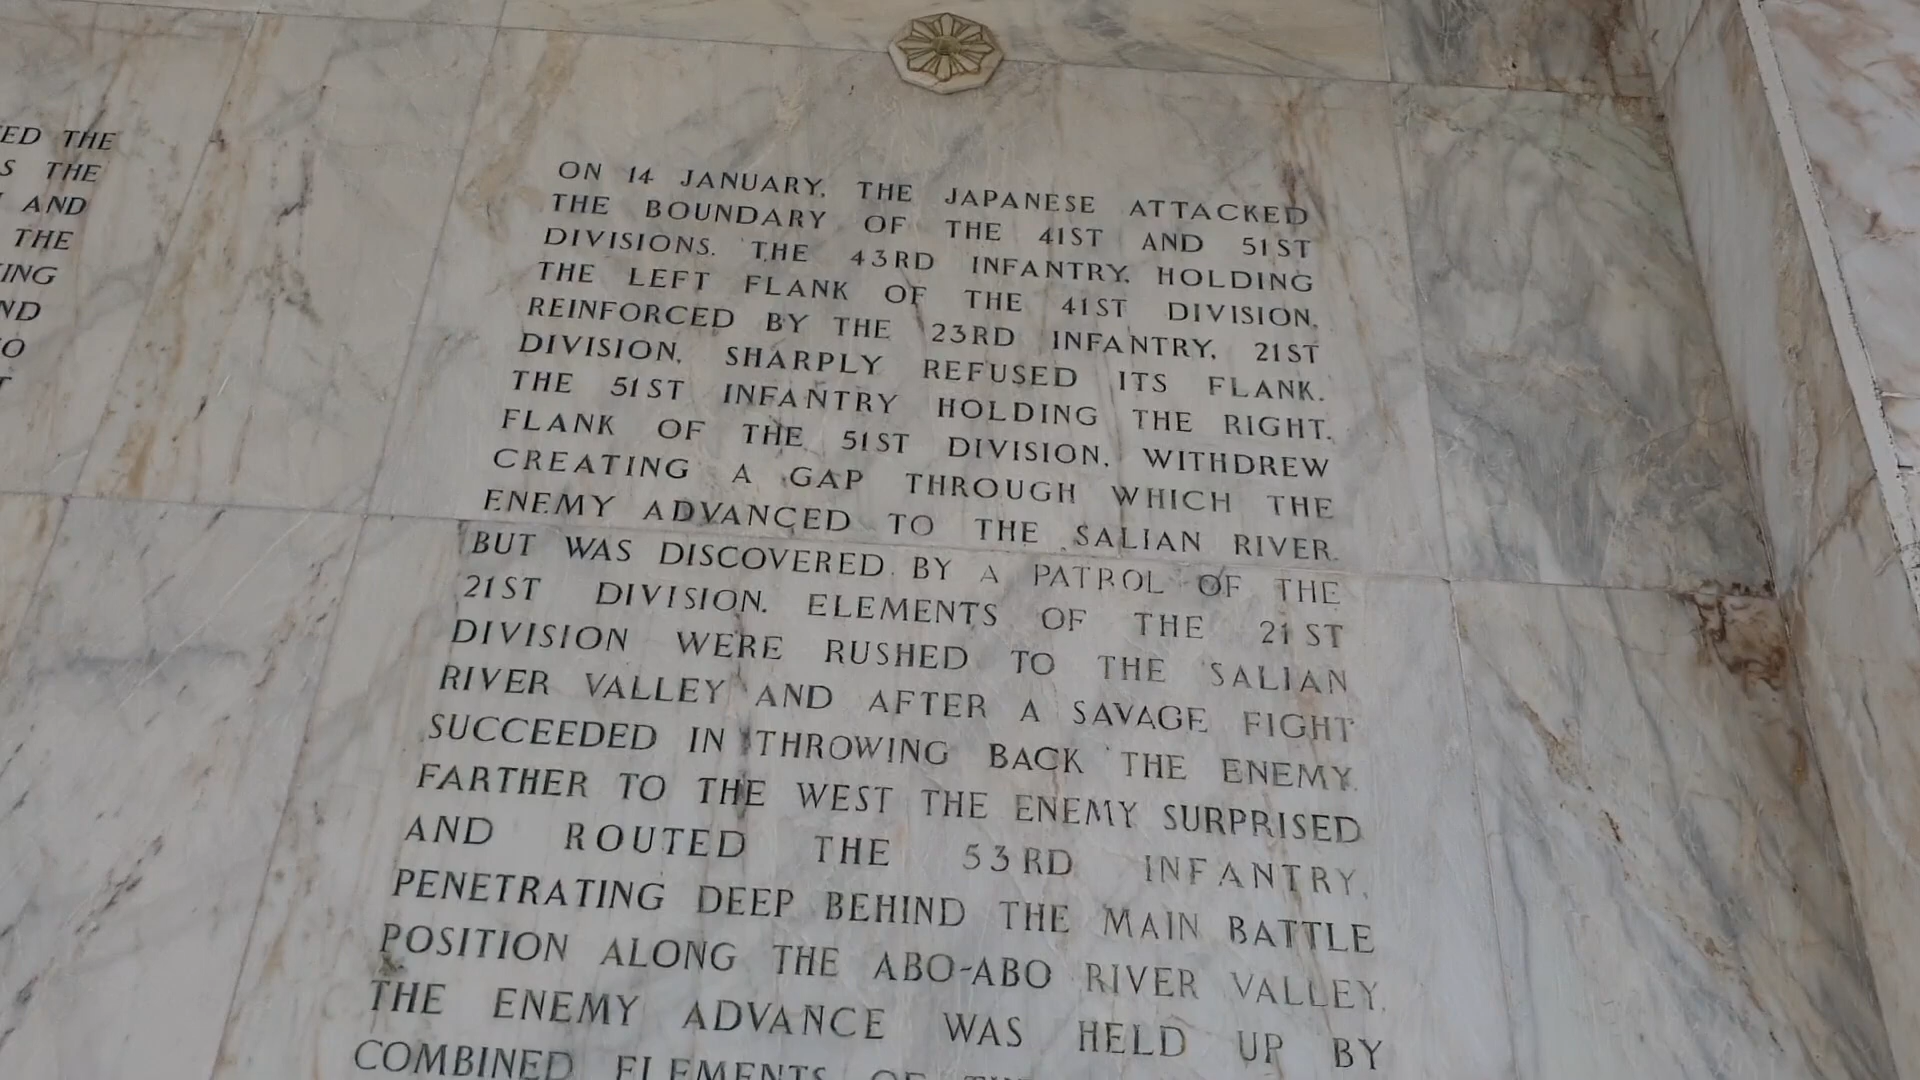 ED THE
S THE
AND
THE
ING
ND
O
T
ON 14 JANUARY, THE JAPANESE ATTACKED
THE BOUNDARY OF THE 41ST AND 51ST
DIVISIONS. THE 43RD INFANTRY, HOLDING
THE LEFT FLANK OF THE 41ST DIVISION,
REINFORCED BY THE 23RD INFANTRY, 21ST
DIVISION, SHARPLY REFUSED ITS FLANK.
THE 51ST INFANTRY HOLDING THE RIGHT,
FLANK OF THE 51ST DIVISION, WITHDREW
CREATING A GAP THROUGH WHICH THE
ENEMY ADVANCED TO THE SALIAN RIVER.
BUT WAS DISCOVERED BY A PATROL OF THE
21ST DIVISION. ELEMENTS OF THE 21ST
DIVISION WERE RUSHED TO THE SALIAN
RIVER VALLEY AND AFTER A SAVAGE FIGHT
SUCCEEDED IN THROWING BACK THE ENEMY.
FARTHER TO THE WEST THE ENEMY SURPRISED
AND ROUTED THE 53RD INFANTRY,
PENETRATING DEEP BEHIND THE MAIN BATTLE
POSITION ALONG THE ABO-ABO RIVER VALLEY.
THE ENEMY ADVANCE WAS HELD UP BY
COMBINED ELEMENTS OF